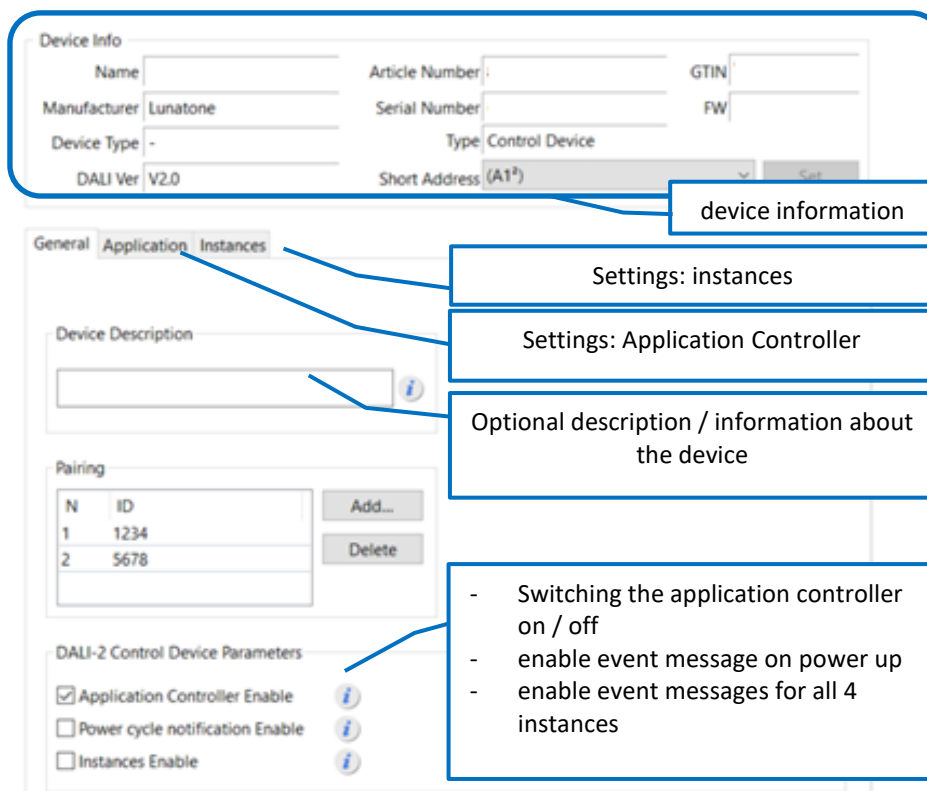 Device Info
Name Article Number GTIN
Manufacturer Lunatone Serial Number FW
Device Type - Type Control Device
DALI Ver V2.0 Short Address (A1²) Set
device information
General Application Instances
Settings: instances
Settings: Application Controller
Device Description
Optional description / information about
the device
Pairing
N ID
1 1234
2 5678
Add...
Delete
- Switching the application controller
on / off
- enable event message on power up
- enable event messages for all 4
instances
DALI-2 Control Device Parameters
Application Controller Enable
Power cycle notification Enable
Instances Enable